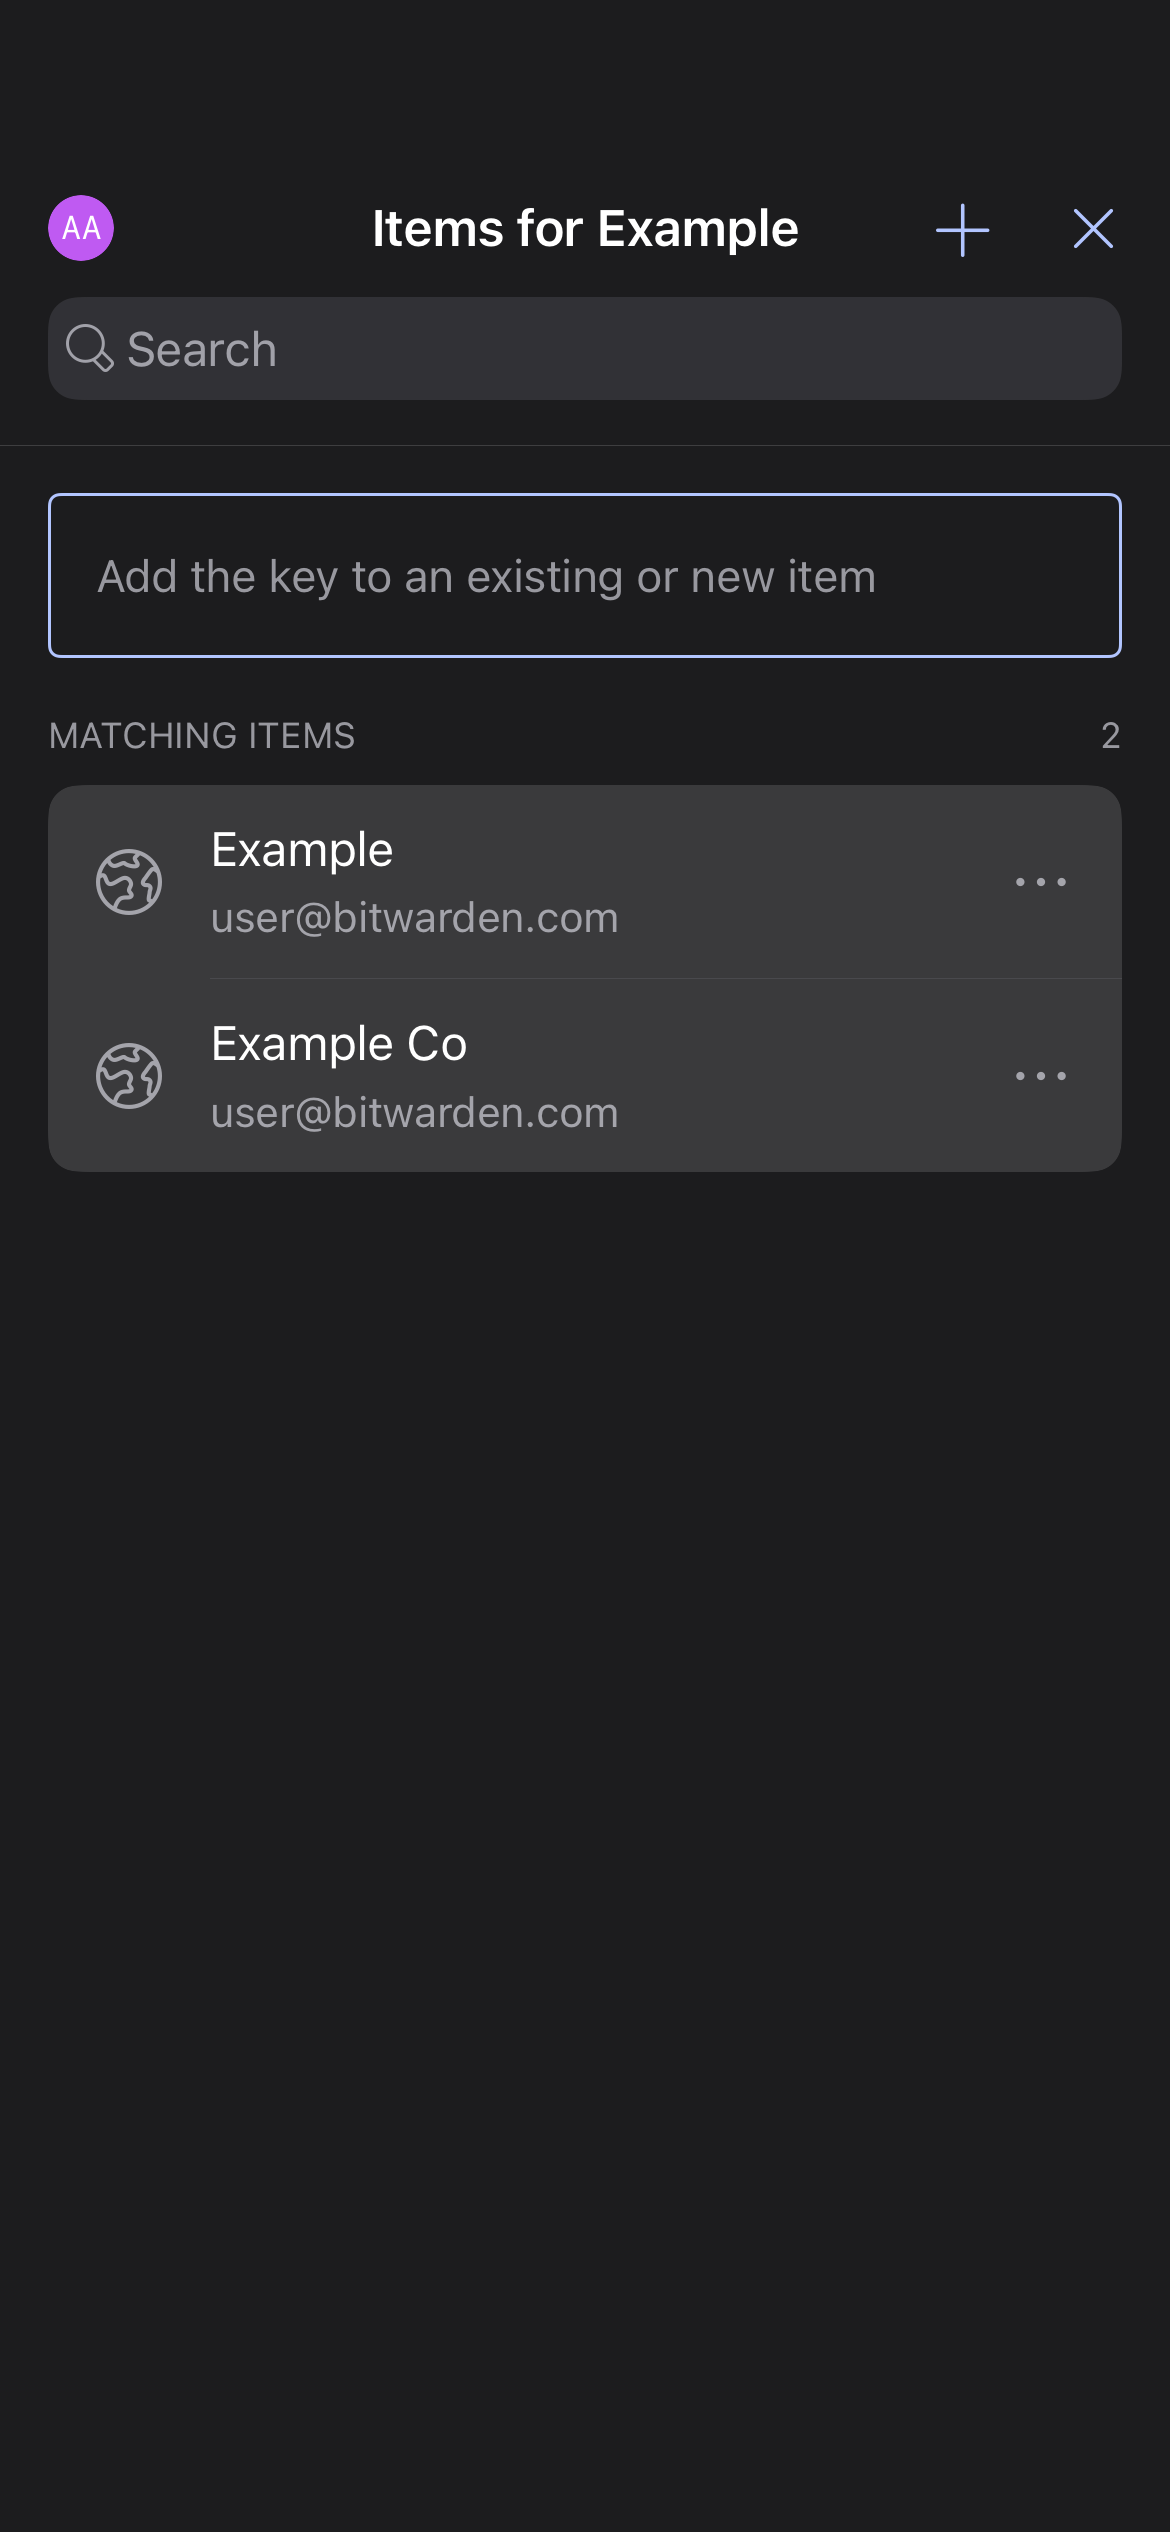 AA
Items for Example
Search
Add the key to an existing or new item
MATCHING ITEMS 2
Example
user@bitwarden.com
Example Co
user@bitwarden.com